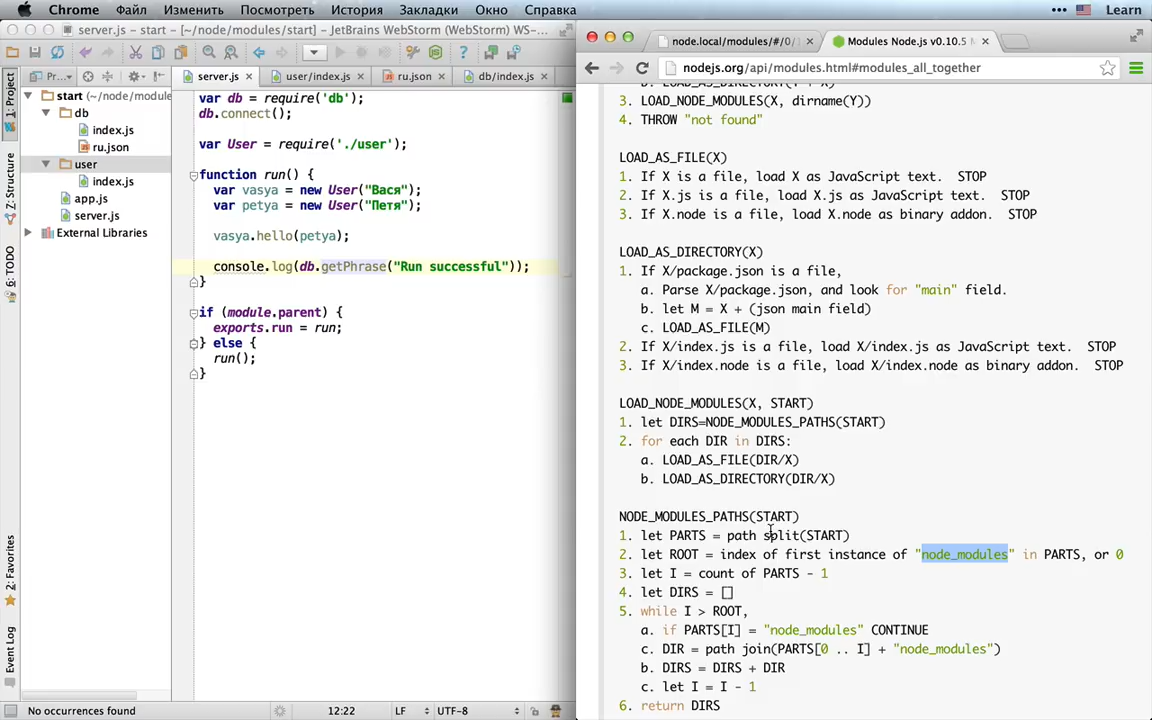 Chrome Файл Изменить Посмотреть История Закладки Окно Справка Learn
server.js – start – [~/node/modules/start] – JetBrains WebStorm (WebStorm) WS-...
Pr...
server.js user/index.js ru.json db/index.js
1: Project
Z: Structure
6: TODO
2: Favorites
Event Log
start (~/node/module
db
index.js
ru.json
user
index.js
app.js
server.js
External Libraries
var db = require('db');
db.connect();
var User = require('./user');
function run() {
var vasya = new User("Вася");
var petya = new User("Петя");
vasya.hello(petya);
console.log(db.getPhrase("Run successful"));
}
if (module.parent) {
exports.run = run;
} else {
run();
}
No occurrences found 12:22 LF UTF-8
node.local/modules/#/0/ Modules Node.js v0.10.5
nodejs.org/api/modules.html#modules_all_together
3. LOAD_NODE_MODULES(X, dirname(Y))
4. THROW "not found"
LOAD_AS_FILE(X)
1. If X is a file, load X as JavaScript text. STOP
2. If X.js is a file, load X.js as JavaScript text. STOP
3. If X.node is a file, load X.node as binary addon. STOP
LOAD_AS_DIRECTORY(X)
1. If X/package.json is a file,
a. Parse X/package.json, and look for "main" field.
b. let M = X + (json main field)
c. LOAD_AS_FILE(M)
2. If X/index.js is a file, load X/index.js as JavaScript text. STOP
3. If X/index.node is a file, load X/index.node as binary addon. STOP
LOAD_NODE_MODULES(X, START)
1. let DIRS=NODE_MODULES_PATHS(START)
2. for each DIR in DIRS:
a. LOAD_AS_FILE(DIR/X)
b. LOAD_AS_DIRECTORY(DIR/X)
NODE_MODULES_PATHS(START)
1. let PARTS = path split(START)
2. let ROOT = index of first instance of "node_modules" in PARTS, or 0
3. let I = count of PARTS - 1
4. let DIRS = []
5. while I > ROOT,
a. if PARTS[I] = "node_modules" CONTINUE
c. DIR = path join(PARTS[0 .. I] + "node_modules")
b. DIRS = DIRS + DIR
c. let I = I - 1
6. return DIRS